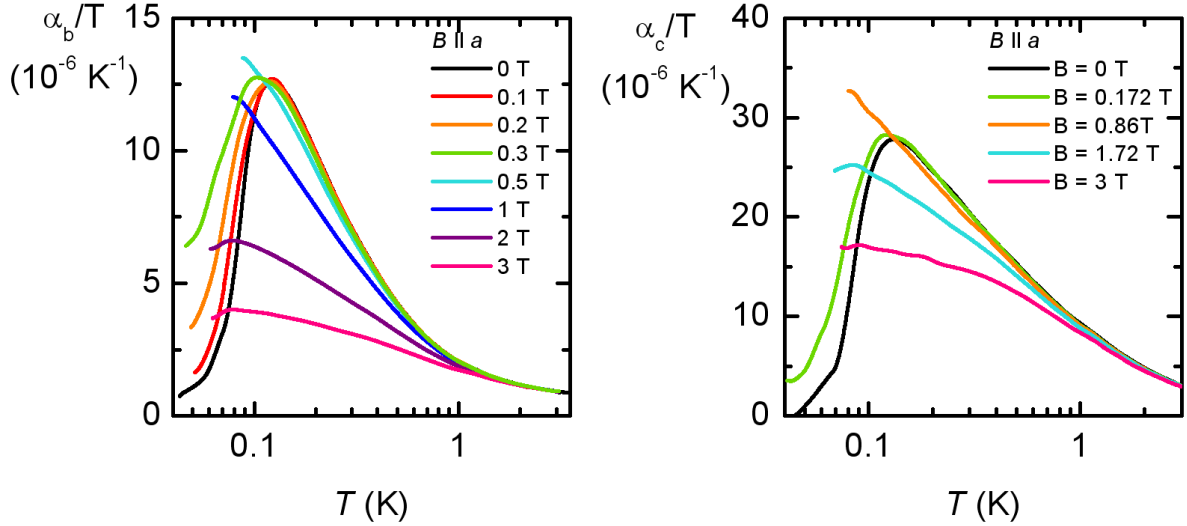 α_b/T
(10⁻⁶ K⁻¹)
15
10
5
0
B II a
0 T
0.1 T
0.2 T
0.3 T
0.5 T
1 T
2 T
3 T
0.1
1
T (K)
α_c/T
(10⁻⁶ K⁻¹)
40
30
20
10
0
B II a
B = 0 T
B = 0.172 T
B = 0.86T
B = 1.72 T
B = 3 T
0.1
1
T (K)